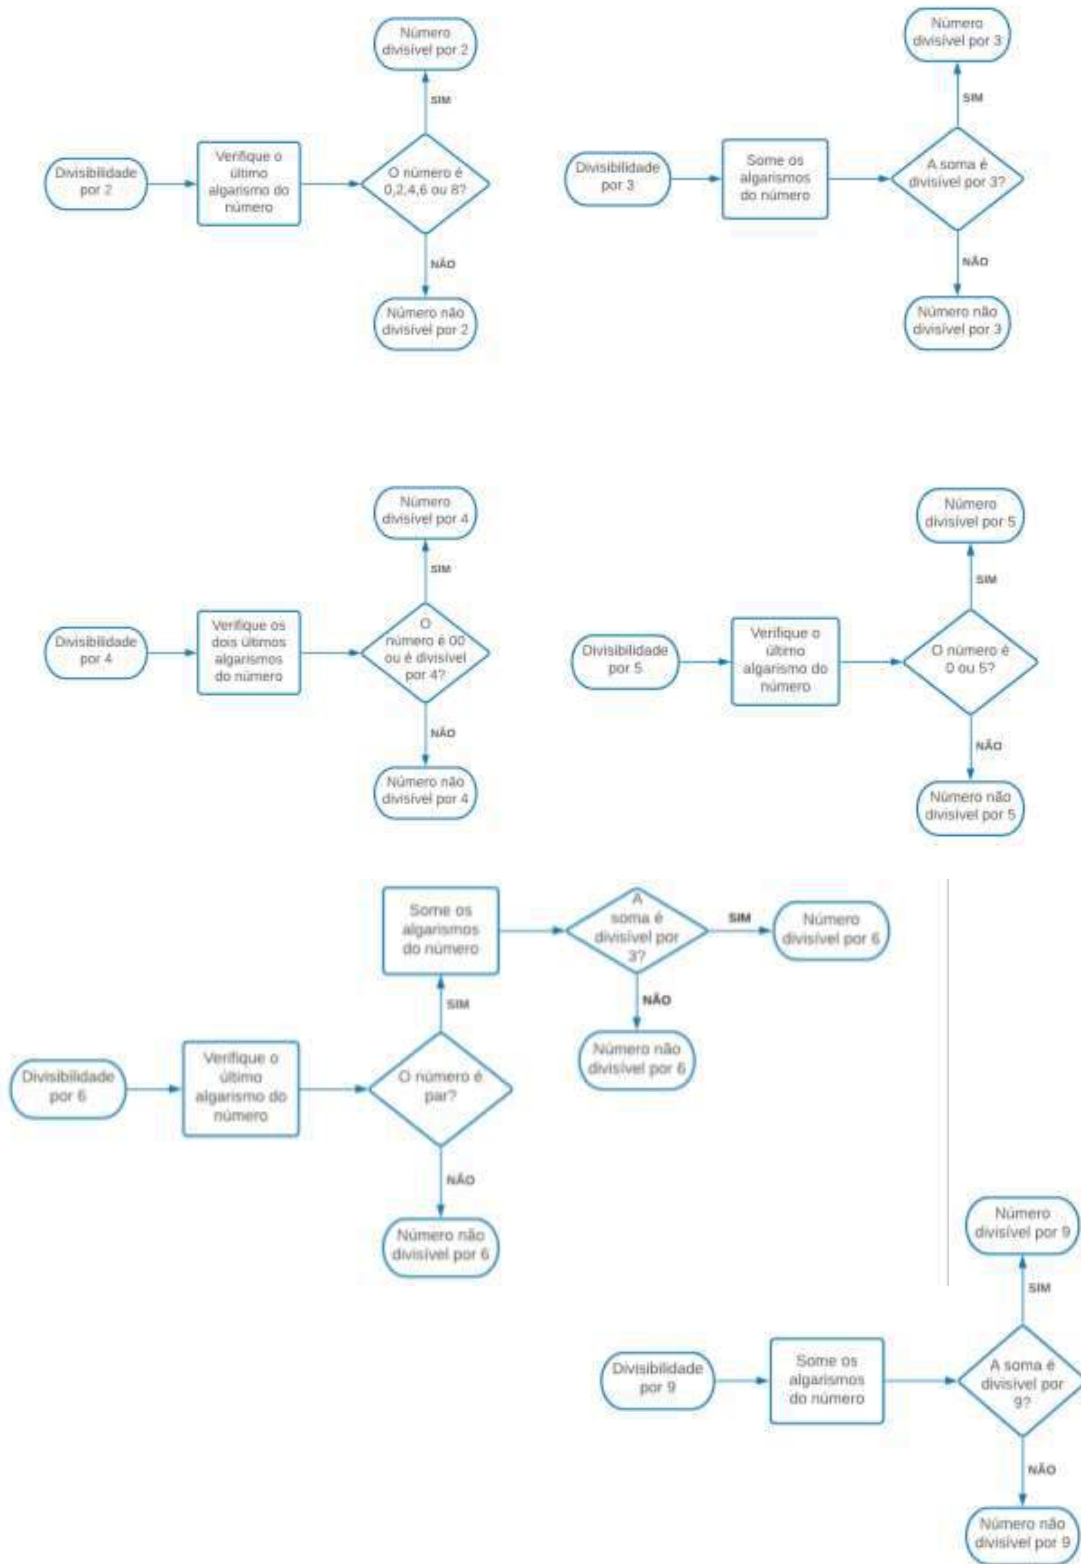 Divisibilidade
por 2
Verifique o
último
algarismo do
número
O número é
0,2,4,6 ou 8?
SIM
Número
divisível por 2
NÃO
Número não
divisível por 2
Divisibilidade
por 3
Some os
algarismos
do número
A soma é
divisível por 3?
SIM
Número
divisível por 3
NÃO
Número não
divisível por 3
Divisibilidade
por 4
Verifique os
dois últimos
algarismos
do número
O
número é 00
ou é divisível
por 4?
SIM
Número
divisível por 4
NÃO
Número não
divisível por 4
Divisibilidade
por 5
Verifique o
último
algarismo do
número
O número é
0 ou 5?
SIM
Número
divisível por 5
NÃO
Número não
divisível por 5
Divisibilidade
por 6
Verifique o
último
algarismo do
número
O número é
par?
SIM
Some os
algarismos
do número
A
soma é
divisível por
3?
SIM
Número
divisível por 6
NÃO
Número não
divisível por 6
NÃO
Número não
divisível por 6
Divisibilidade
por 9
Some os
algarismos
do número
A soma é
divisível por
9?
SIM
Número
divisível por 9
NÃO
Número não
divisível por 9